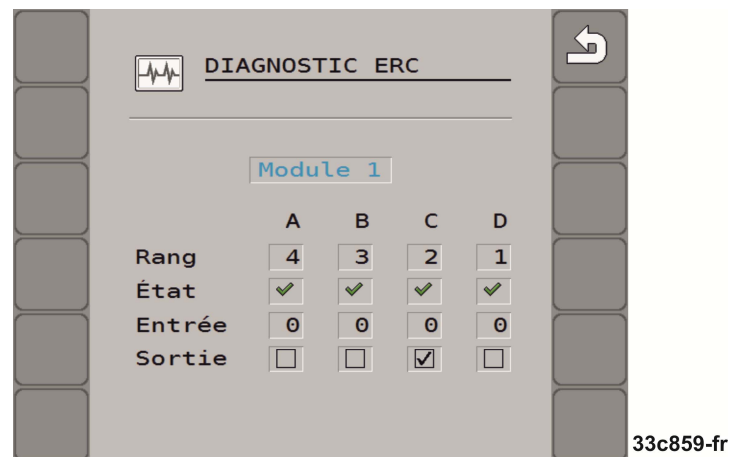 DIAGNOSTIC ERC
Module 1
A B C D
Rang 4 3 2 1
État
Entrée 0 0 0 0
Sortie
33c859-fr